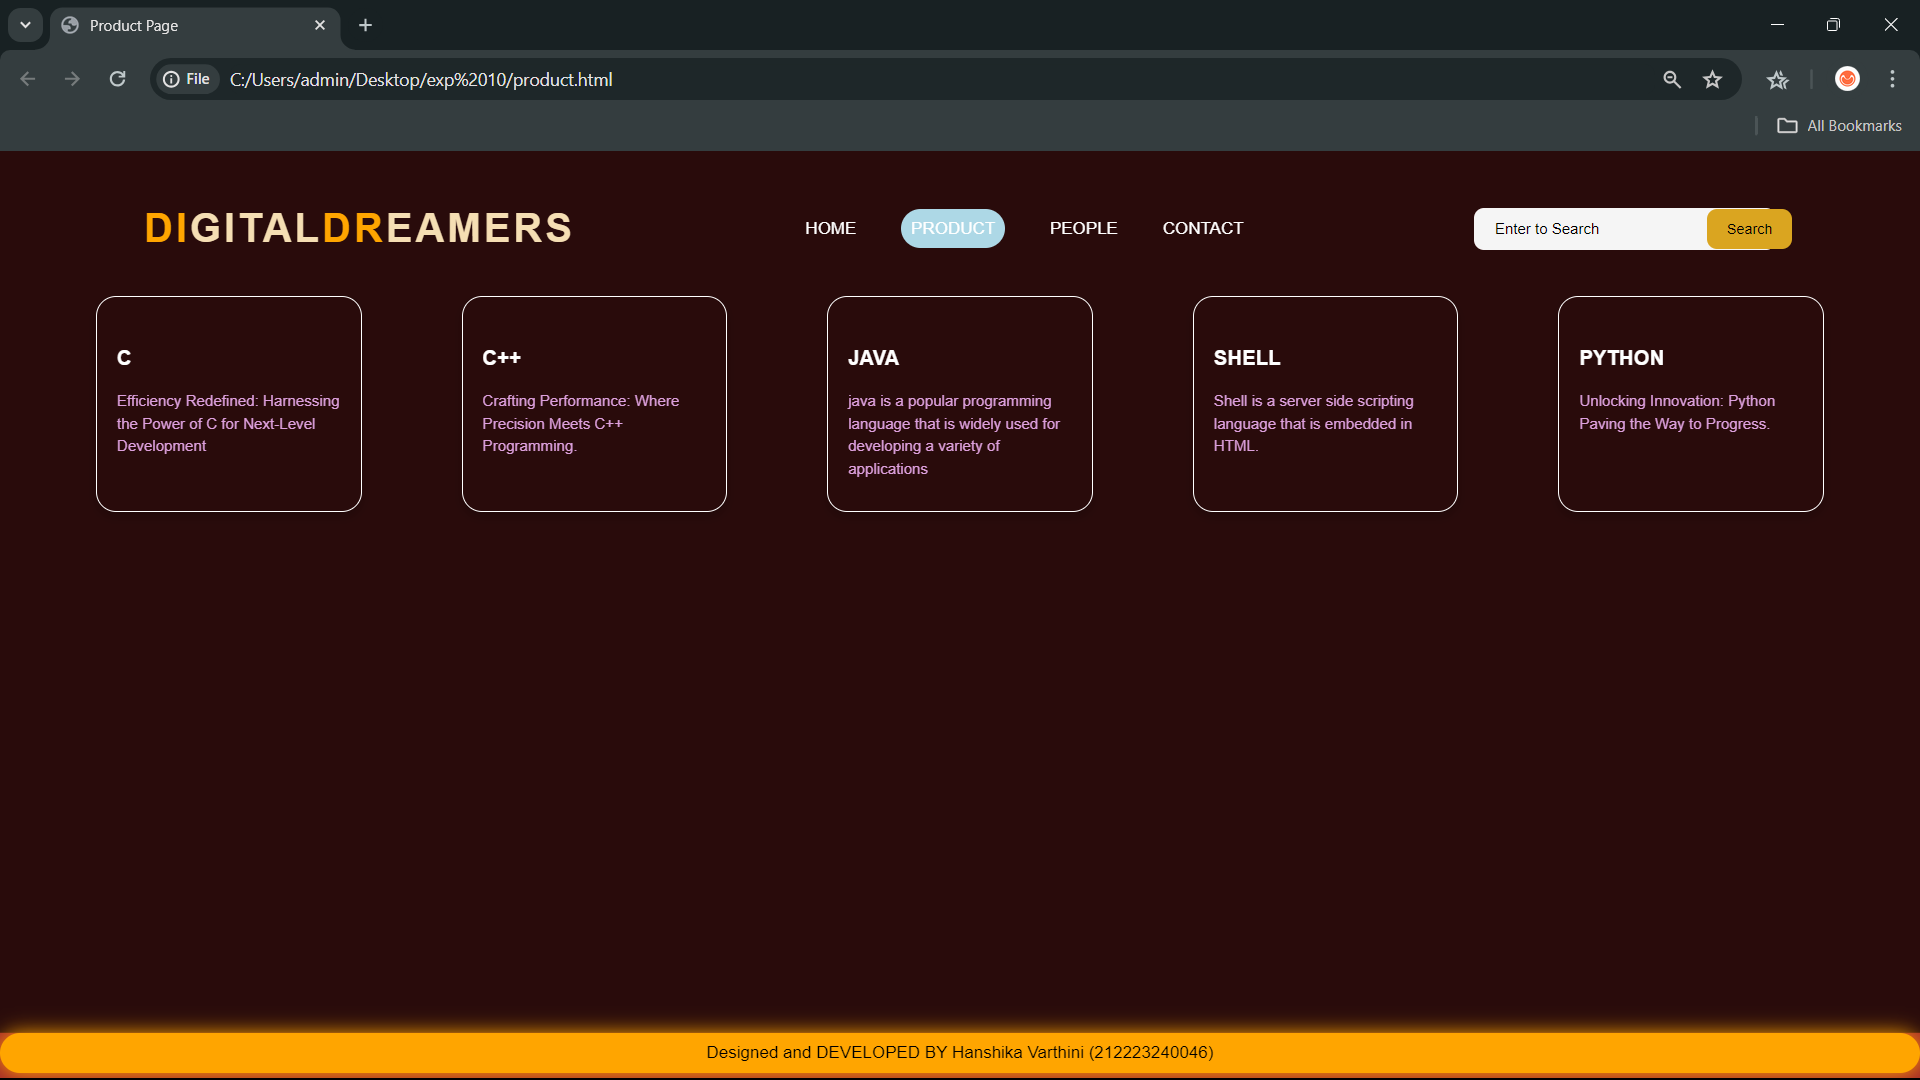 Product Page
File
C:/Users/admin/Desktop/exp%2010/product.html
All Bookmarks
DIGITALDREAMERS
HOME
PRODUCT
PEOPLE
CONTACT
Enter to Search
Search
C
Efficiency Redefined: Harnessing
the Power of C for Next-Level
Development
C++
Crafting Performance: Where
Precision Meets C++
Programming.
JAVA
java is a popular programming
language that is widely used for
developing a variety of
applications
SHELL
Shell is a server side scripting
language that is embedded in
HTML.
PYTHON
Unlocking Innovation: Python
Paving the Way to Progress.
Designed and DEVELOPED BY Hanshika Varthini (212223240046)